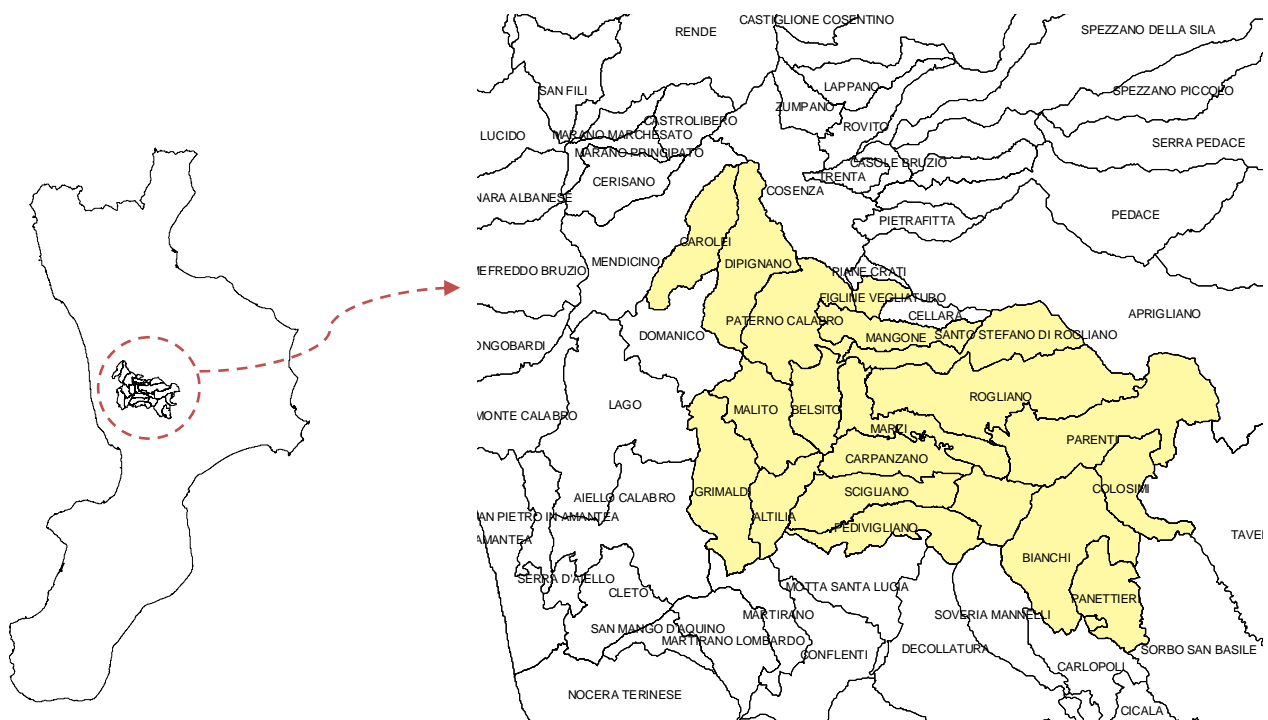 CASTIGLIONE COSENTINO
RENDE
SPEZZANO DELLA SILA
SAN FILI
LAPPANO
SPEZZANO PICCOLO
ZUMPANO
CASTROLIBERO
ROVITO
LUCIDO
MARANO MARCHESATO
SERRA PEDACE
MARANO PRINCIPATO
CASOLE BRUZIO
TRENTA
CERISANO
COSENZA
NARA ALBANESE
PEDACE
PIETRAFITTA
CAROLEI
MENDICINO
DIPIGNANO
MEFREDDO BRUZIO
PIANE CRATI
FIGLINE VEGLIATURO
CELLARA
APRIGLIANO
PATERNO CALABRO
DOMANICO
MANGONE
SANTO STEFANO DI ROGLIANO
ONGOBARDI
ROGLIANO
LAGO
MALITO
BELSITO
MONTE CALABRO
MARZI
PARENTI
CARPANZANO
GRIMALDI
SCIGLIANO
COLOSIMI
AIELLO CALABRO
ALTILIA
AN PIETRO IN AMANTEA
PEDIVIGLIANO
AMANTEA
TAVE
BIANCHI
SERRA D'AIELLO
MOTTA SANTA LUCIA
CLETO
PANETTIERI
MARTIRANO
SOVERIA MANNELLI
SAN MANGO D'AQUINO
MARTIRANO LOMBARDO
DECOLLATURA
SORBO SAN BASILE
CONFLENTI
CARLOPOLI
NOCERA TERINESE
CICALA